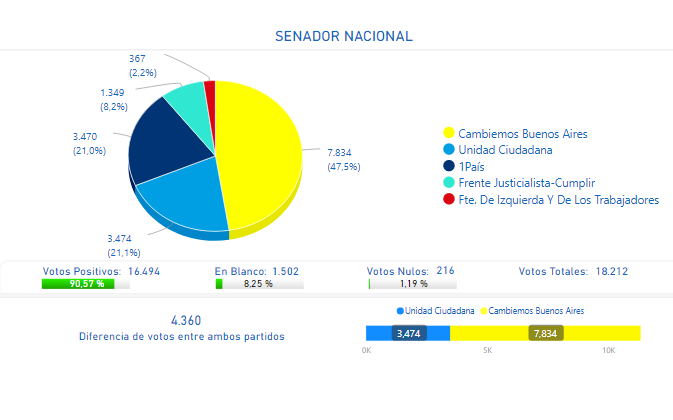 SENADOR NACIONAL
367
(2,2%)
1.349
(8,2%)
3.470
(21,0%)
7.834
(47,5%)
3.474
(21,1%)
Cambiemos Buenos Aires
Unidad Ciudadana
1País
Frente Justicialista-Cumplir
Fte. De Izquierda Y De Los Trabajadores
Votos Positivos: 16.494
90,57 %
En Blanco: 1.502
8,25 %
Votos Nulos: 216
1,19 %
Votos Totales: 18.212
4.360
Diferencia de votos entre ambos partidos
Unidad Ciudadana Cambiemos Buenos Aires
3,474 7,834
0K 5K 10K